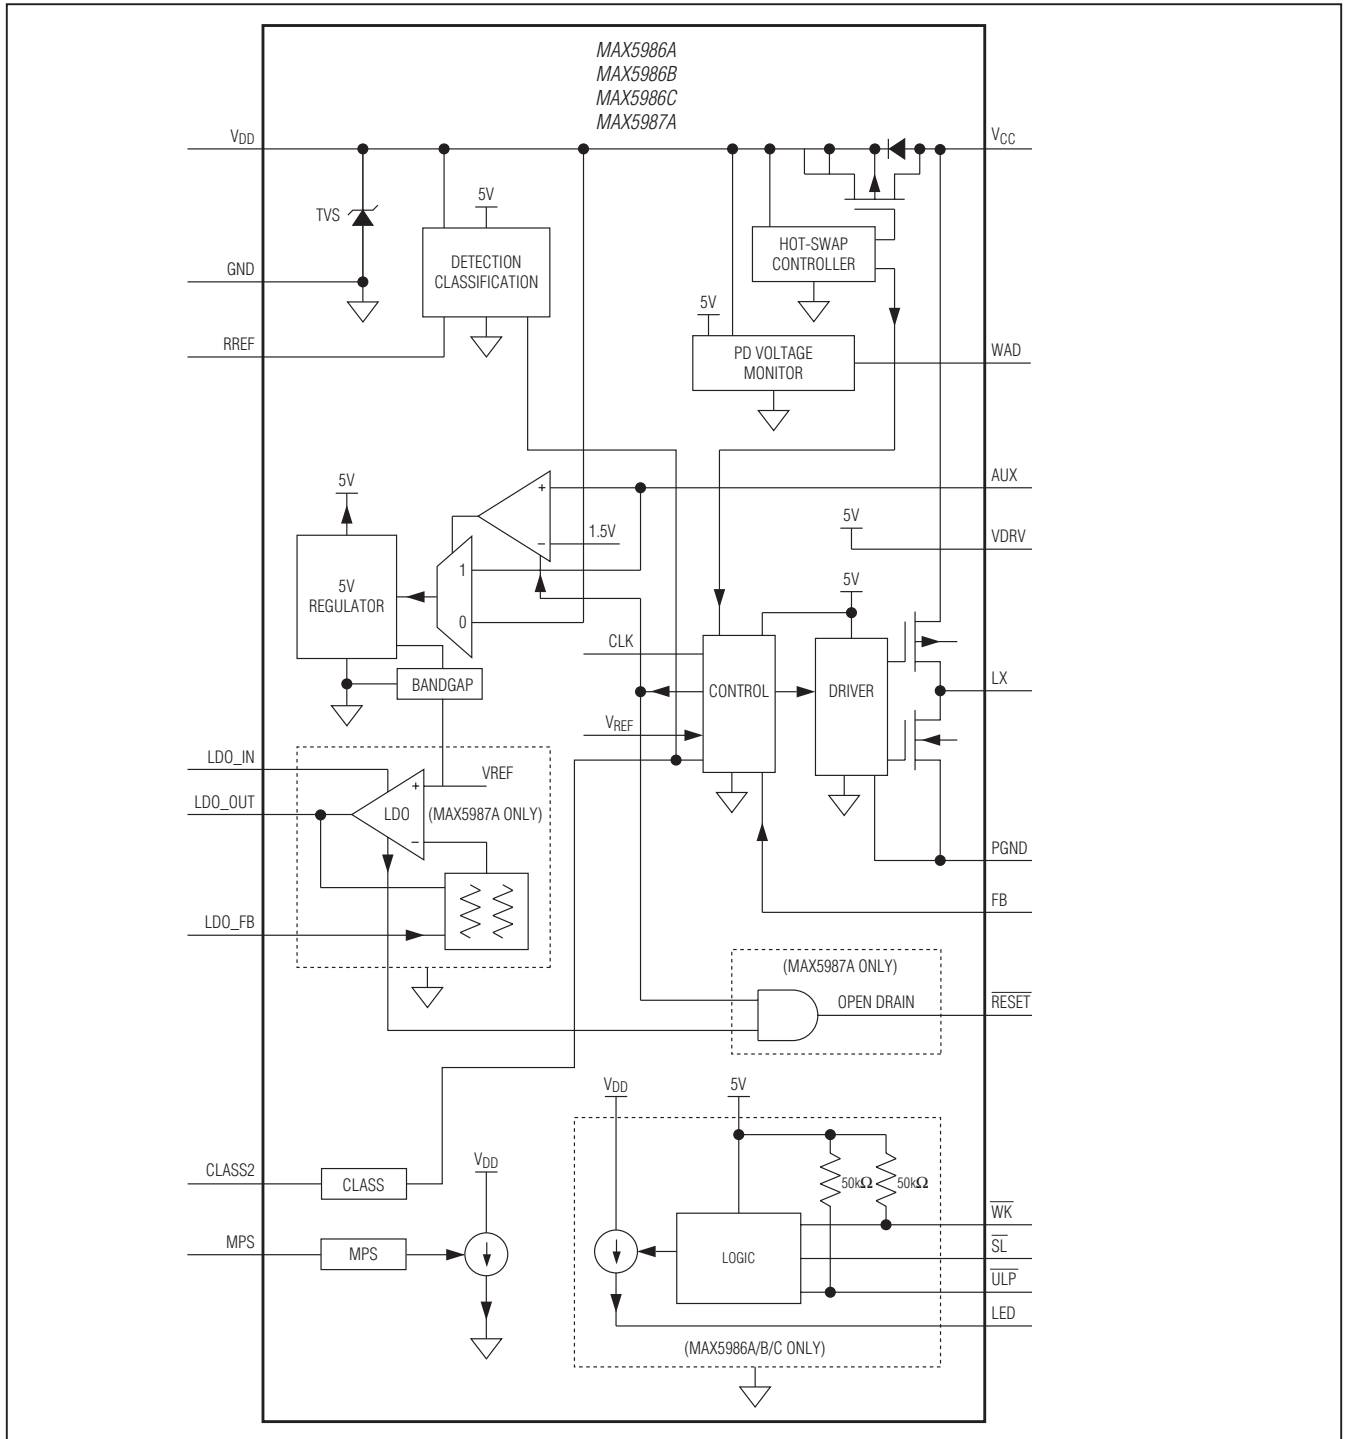 MAX5986A
MAX5986B
MAX5986C
MAX5987A
VDD
VCC
TVS
5V
DETECTION
CLASSIFICATION
HOT-SWAP
CONTROLLER
GND
5V
RREF
PD VOLTAGE
MONITOR
WAD
5V
+
AUX
1.5V
−
5V
VDRV
5V
REGULATOR
1
0
5V
CLK
BANDGAP
CONTROL
DRIVER
LX
VREF
LDO_IN
+
VREF
LDO_OUT
LDO
(MAX5987A ONLY)
−
PGND
FB
LDO_FB
(MAX5987A ONLY)
OPEN DRAIN
RESET
VDD
5V
CLASS2
CLASS
VDD
50kΩ
50kΩ
WK
MPS
MPS
LOGIC
SL
ULP
LED
(MAX5986A/B/C ONLY)